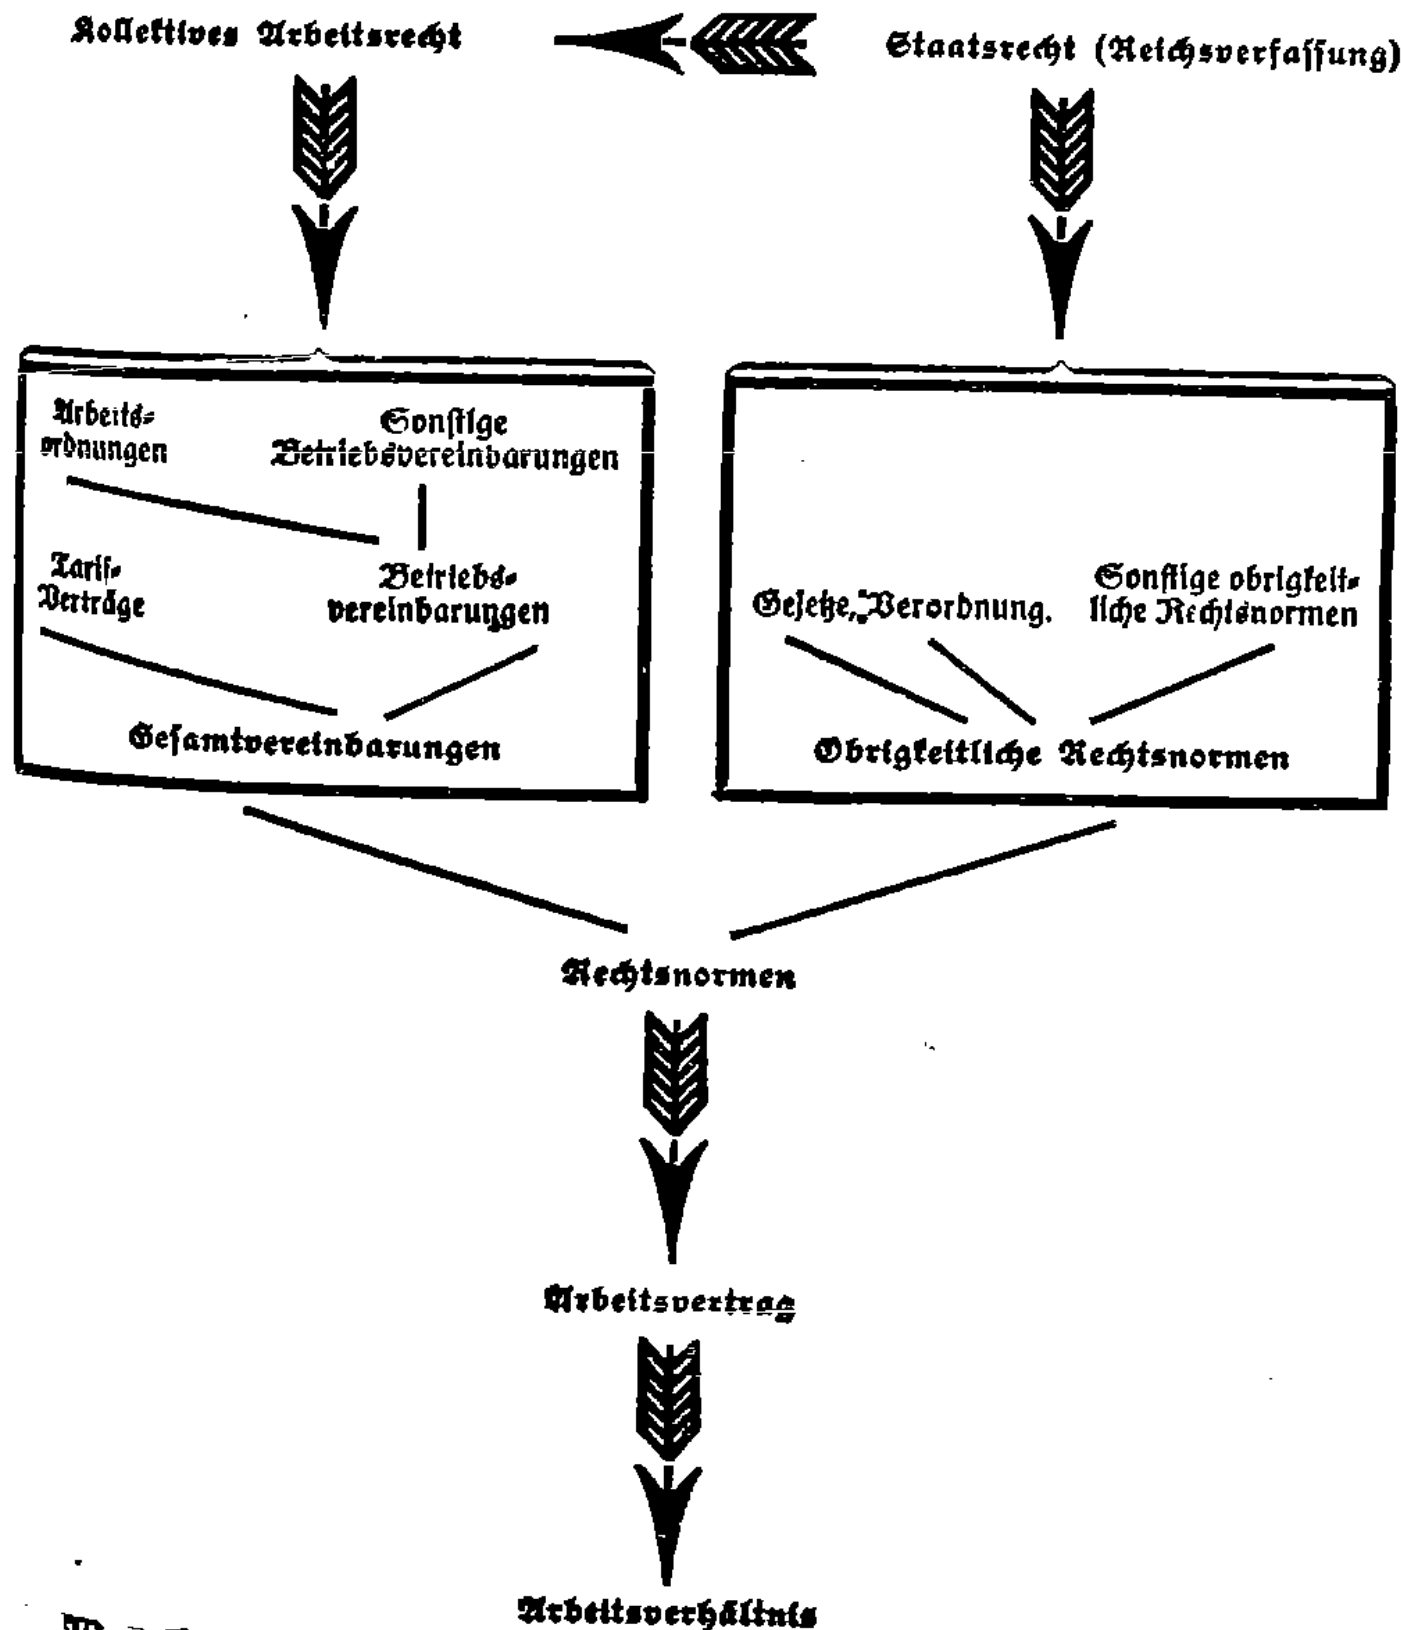 Kollektives Arbeitsrecht
Staatsrecht (Reichsverfassung)
Arbeits-
ordnungen
Sonstige
Betriebsvereinbarungen
Tarif-
Verträge
Betriebs-
vereinbarungen
Gesamtvereinbarungen
Gesetze, Verordnung.
Sonstige obrigkeit-
liche Rechtsnormen
Obrigkeitliche Rechtsnormen
Rechtsnormen
Arbeitsvertrag
Arbeitsverhältnis